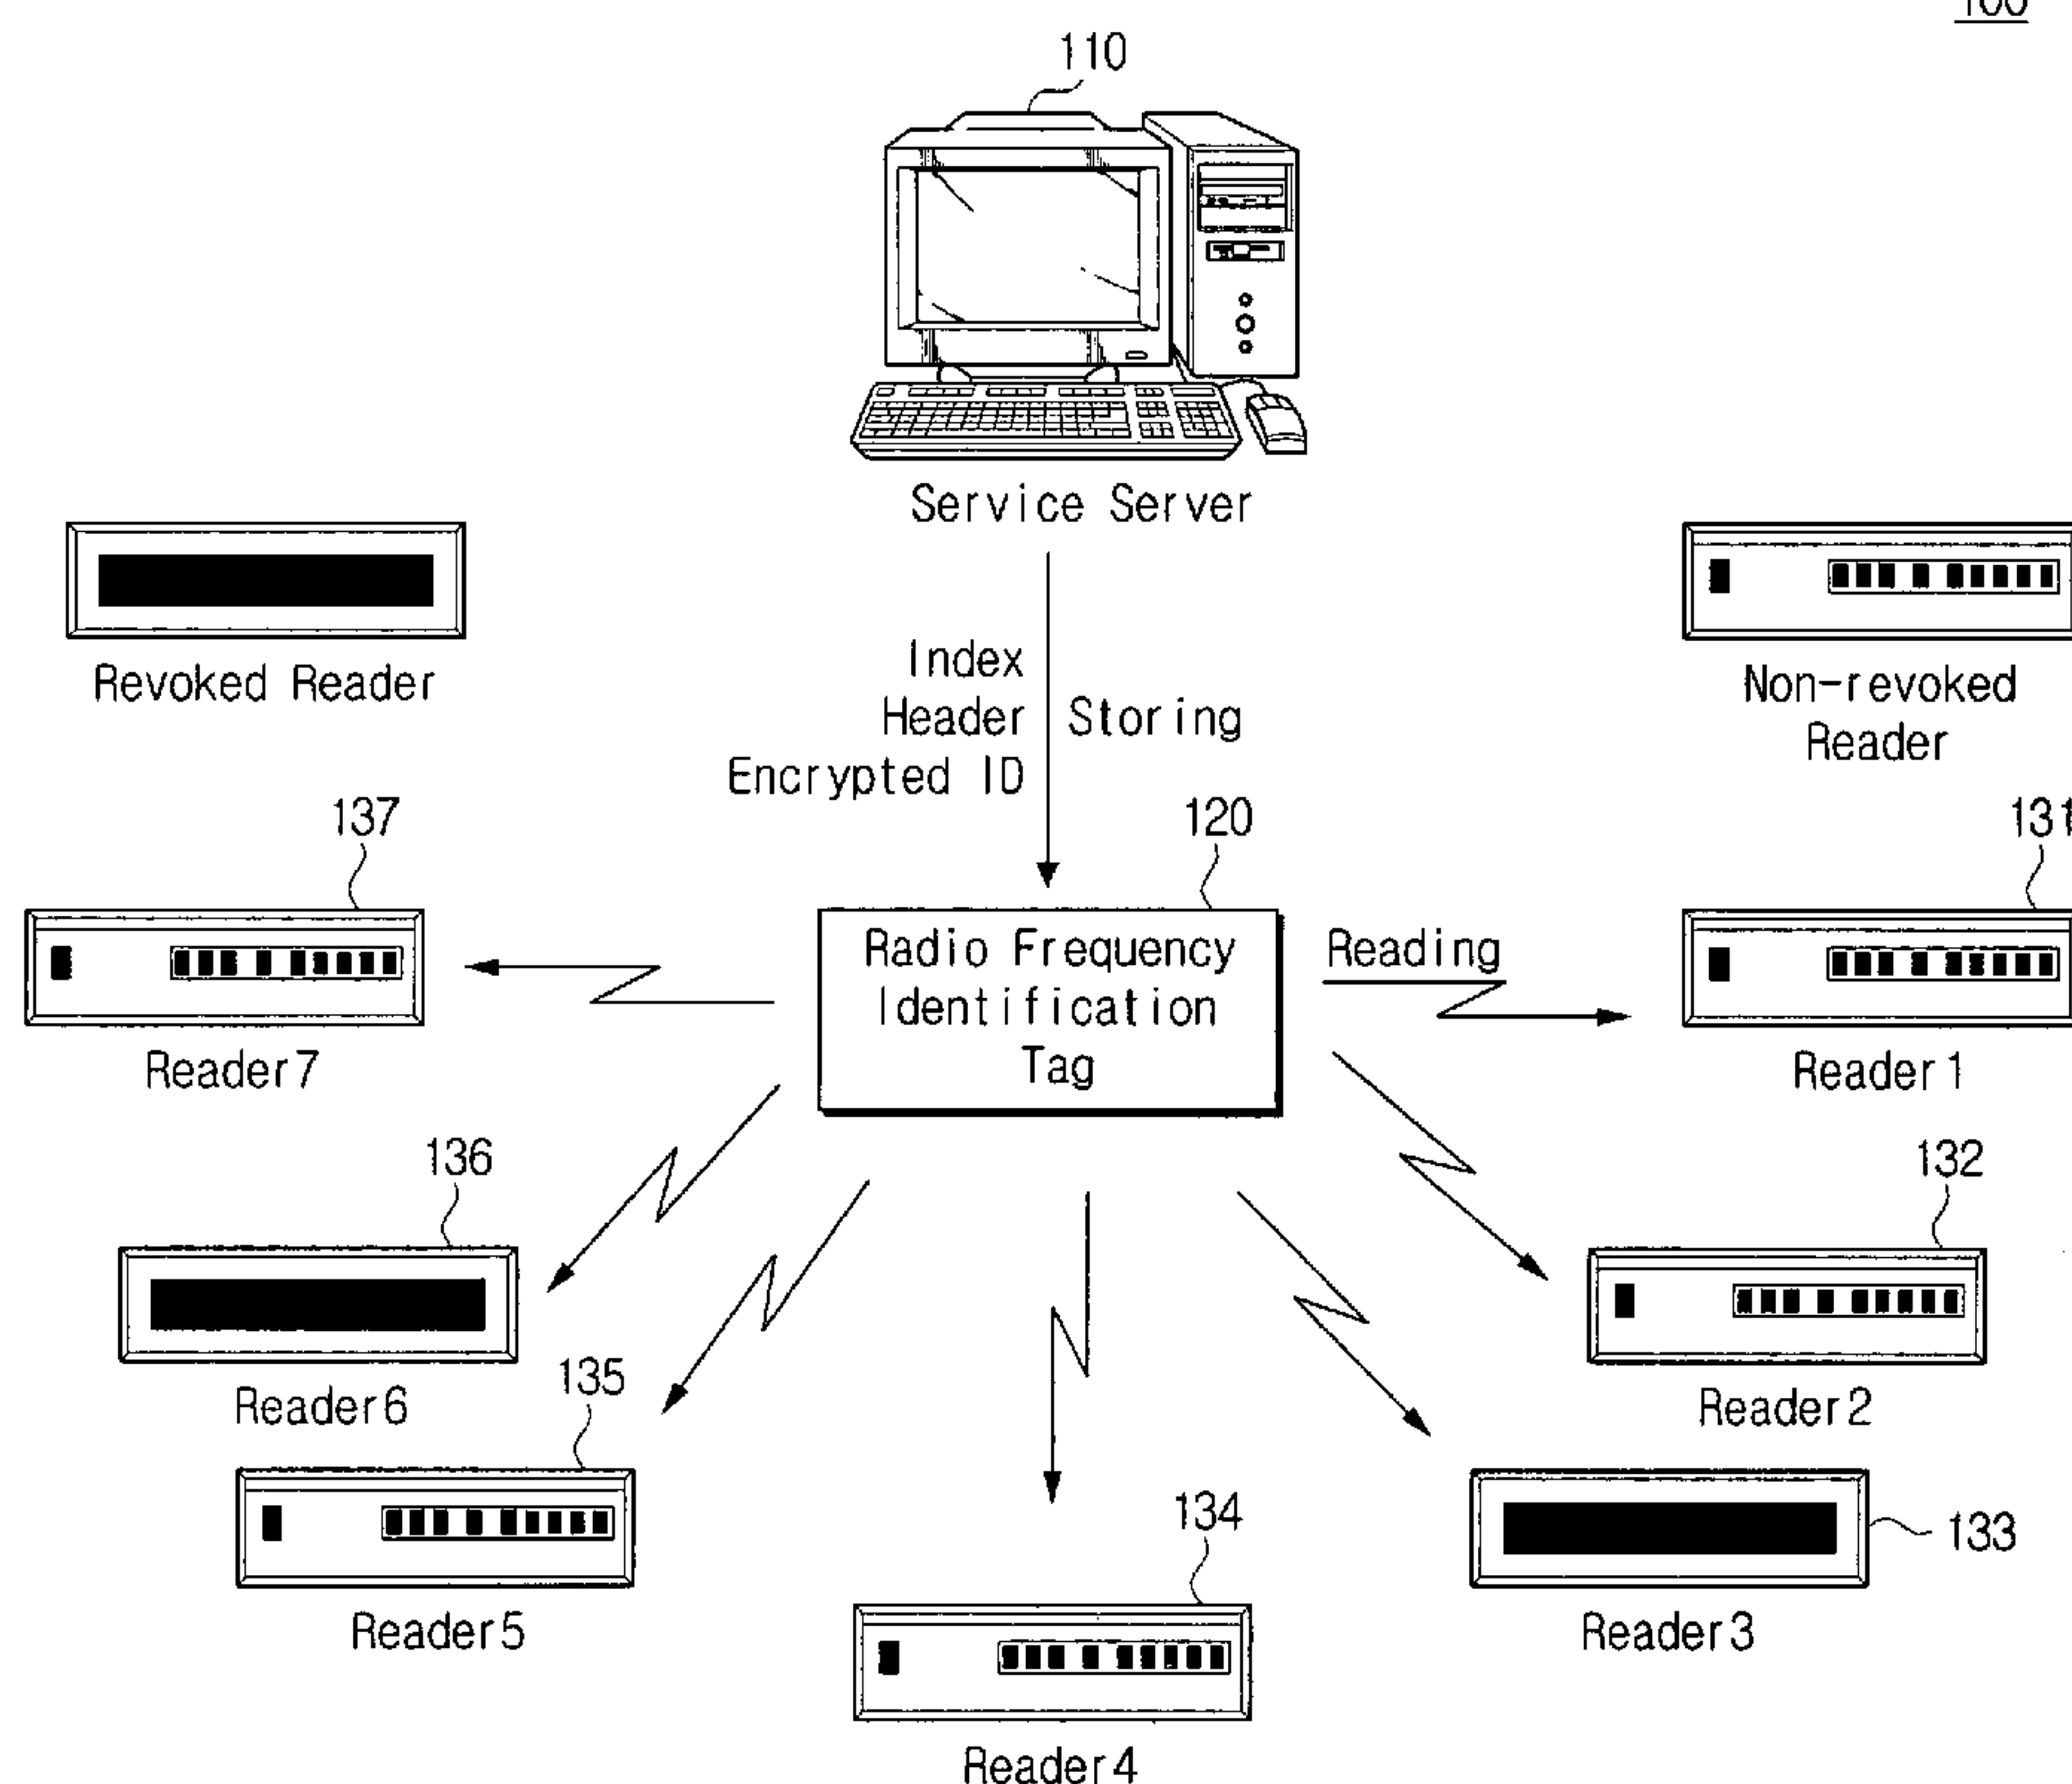 110
Service Server
Revoked Reader
Non-revoked
Reader
Index
Header
Encrypted ID
Storing
137
120
Radio Frequency
Identification
Tag
Reading
131
Reader7
Reader1
136
132
Reader6
Reader2
135
134
133
Reader5
Reader3
Reader4